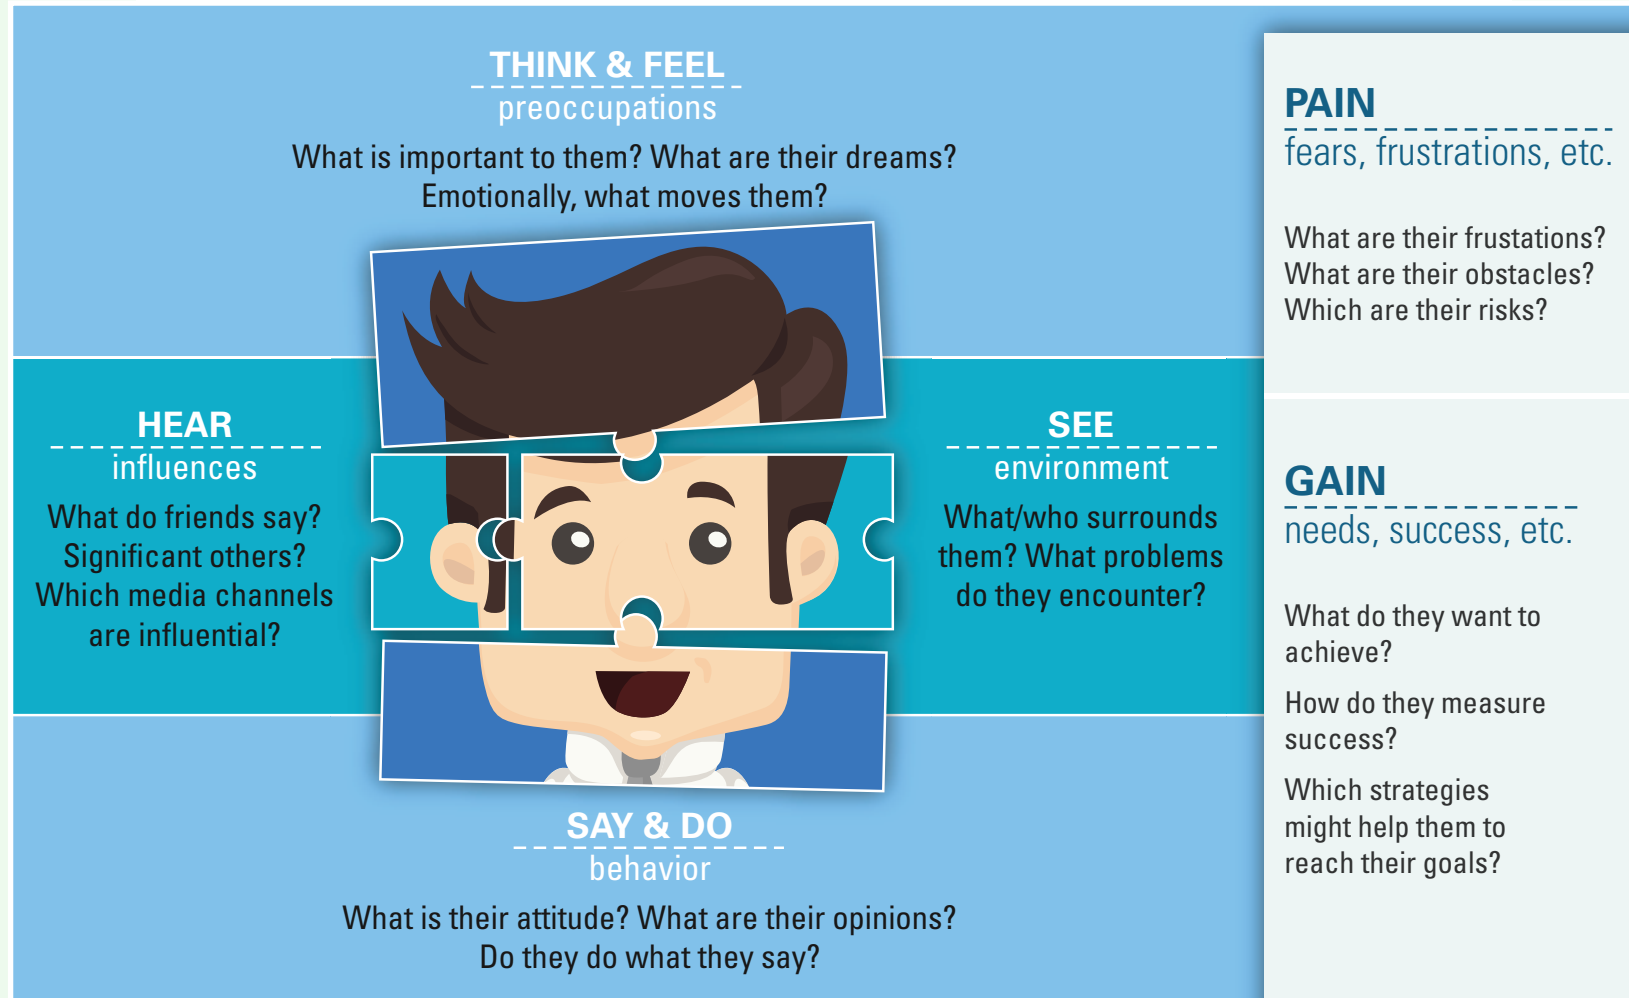 THINK & FEEL
preoccupations
What is important to them? What are their dreams?
Emotionally, what moves them?
HEAR
influences
What do friends say?
Significant others?
Which media channels
are influential?
SEE
environment
What/who surrounds
them? What problems
do they encounter?
SAY & DO
behavior
What is their attitude? What are their opinions?
Do they do what they say?
PAIN
fears, frustrations, etc.
What are their frustations?
What are their obstacles?
Which are their risks?
GAIN
needs, success, etc.
What do they want to
achieve?
How do they measure
success?
Which strategies
might help them to
reach their goals?